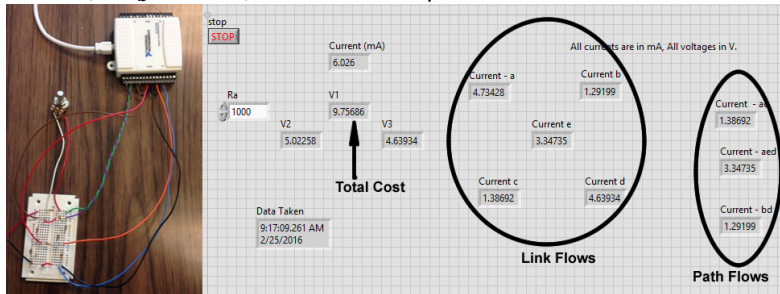 stop
STOP
Current (mA)
6.026
All currents are in mA, All voltages in V.
Ra
1000
V1
9.75686
V2
5.02258
V3
4.63934
Total Cost
Data Taken
9:17:09.261 AM
2/25/2016
Current - a
4.73428
Current b
1.29199
Current e
3.34735
Current c
1.38692
Current d
4.63934
Link Flows
Current - ac
1.38692
Current - aed
3.34735
Current - bd
1.29199
Path Flows